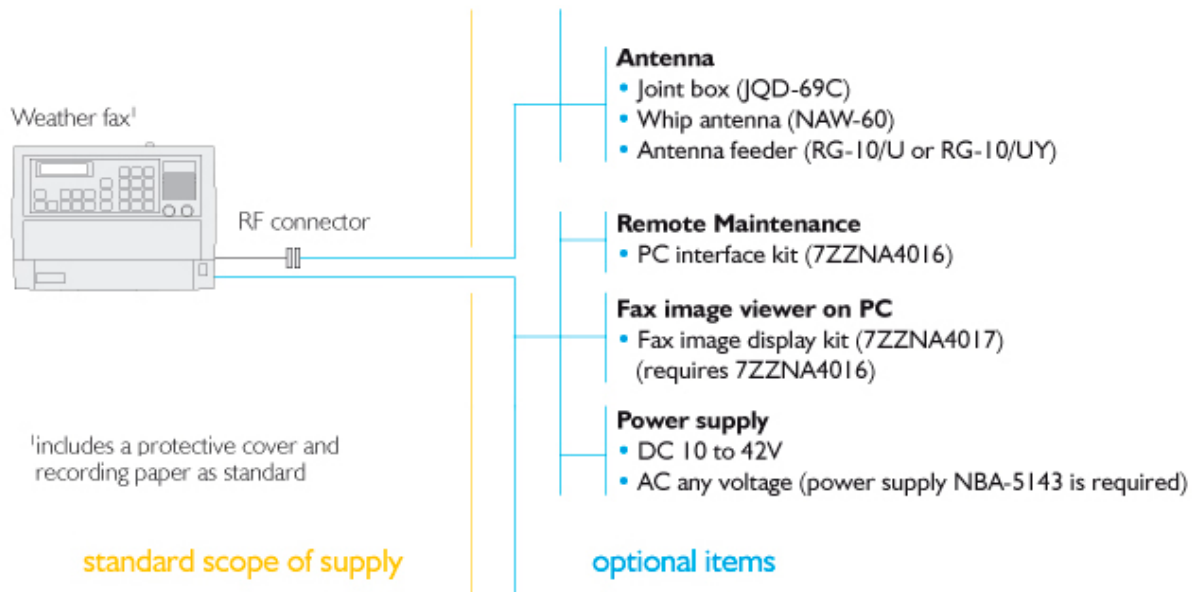 Weather fax¹
RF connector
¹includes a protective cover and
recording paper as standard
standard scope of supply
Antenna
• Joint box (JQD-69C)
• Whip antenna (NAW-60)
• Antenna feeder (RG-10/U or RG-10/UY)
Remote Maintenance
• PC interface kit (7ZZNA4016)
Fax image viewer on PC
• Fax image display kit (7ZZNA4017)
(requires 7ZZNA4016)
Power supply
• DC 10 to 42V
• AC any voltage (power supply NBA-5143 is required)
optional items